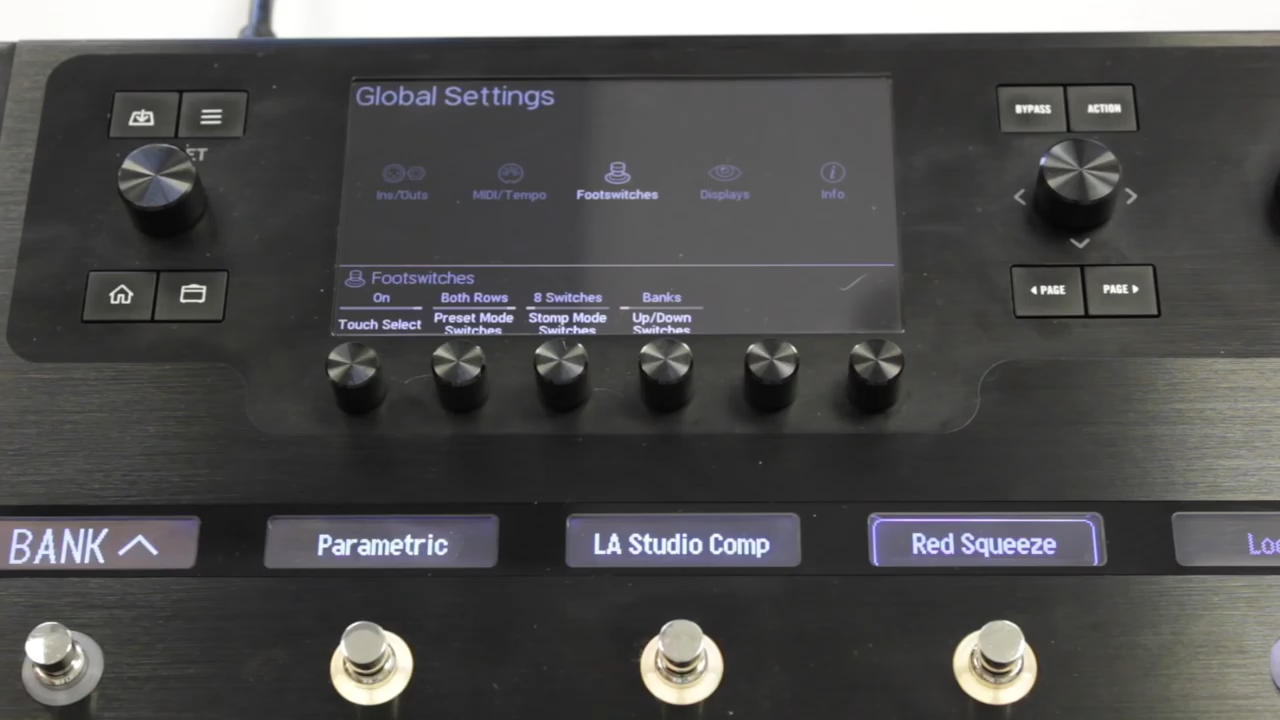 Global Settings
BYPASS ACTION
ET
Ins/Outs MIDI/Tempo Footswitches Displays Info
Footswitches
On Both Rows 8 Switches Banks
Touch Select Preset Mode Switches Stomp Mode Switches Up/Down Switches
PAGE PAGE
BANK Parametric LA Studio Comp Red Squeeze